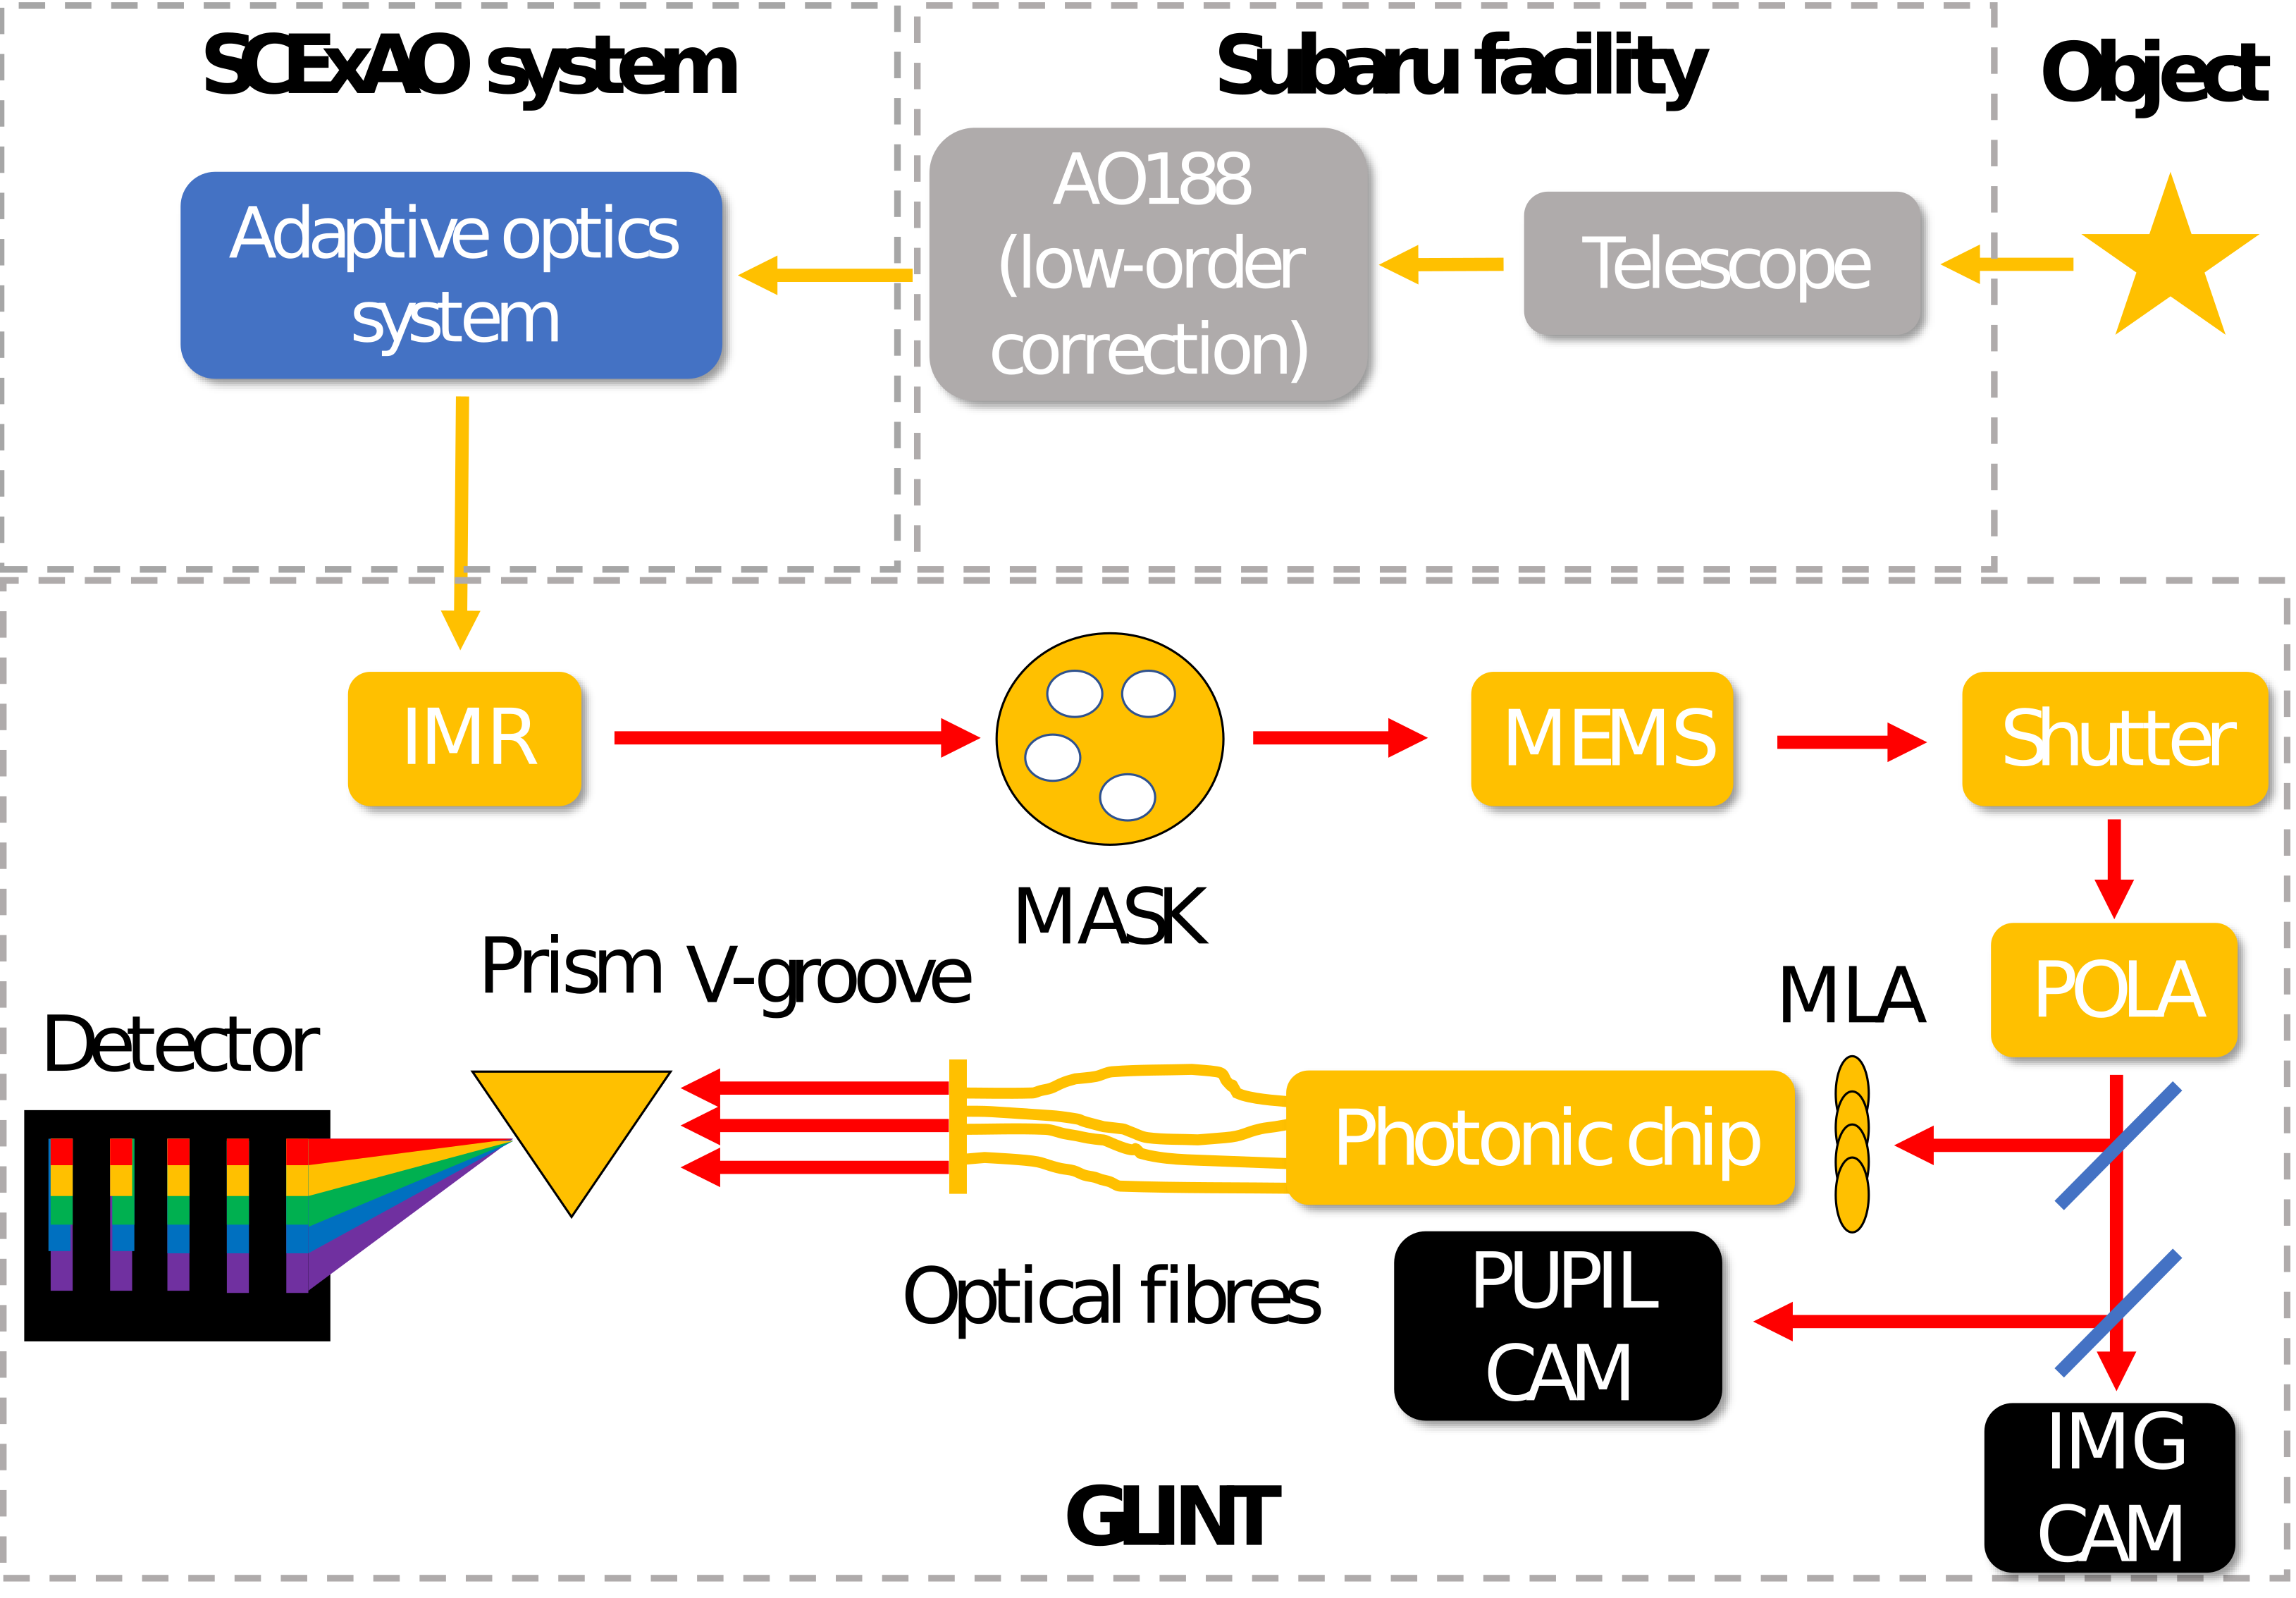 SCExAO system
Subaru facility
Object
Adaptive optics
system
AO188
(low-order
correction)
Telescope
IMR
MASK
MEMS
Shutter
POLA
MLA
Prism
V-groove
Detector
Photonic chip
Optical fibres
PUPIL
CAM
IMG
CAM
GLINT